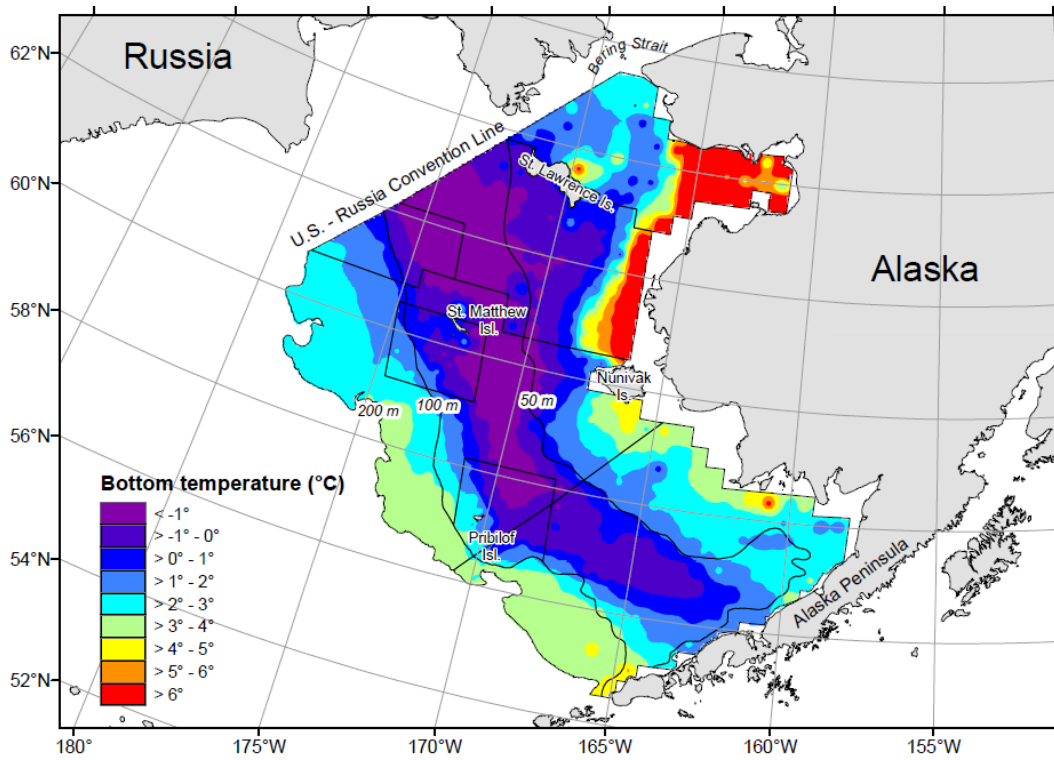 62°N
60°N
58°N
56°N
54°N
52°N
Russia
Bering Strait
U.S. - Russia Convention Line
St. Lawrence Is.
Alaska
St. Matthew
Isl.
Nunivak
Is.
200 m
100 m
50 m
Pribilof
Isl.
Alaska Peninsula
Bottom temperature (°C)
< -1°
> -1° - 0°
> 0° - 1°
> 1° - 2°
> 2° - 3°
> 3° - 4°
> 4° - 5°
> 5° - 6°
> 6°
180°
175°W
170°W
165°W
160°W
155°W